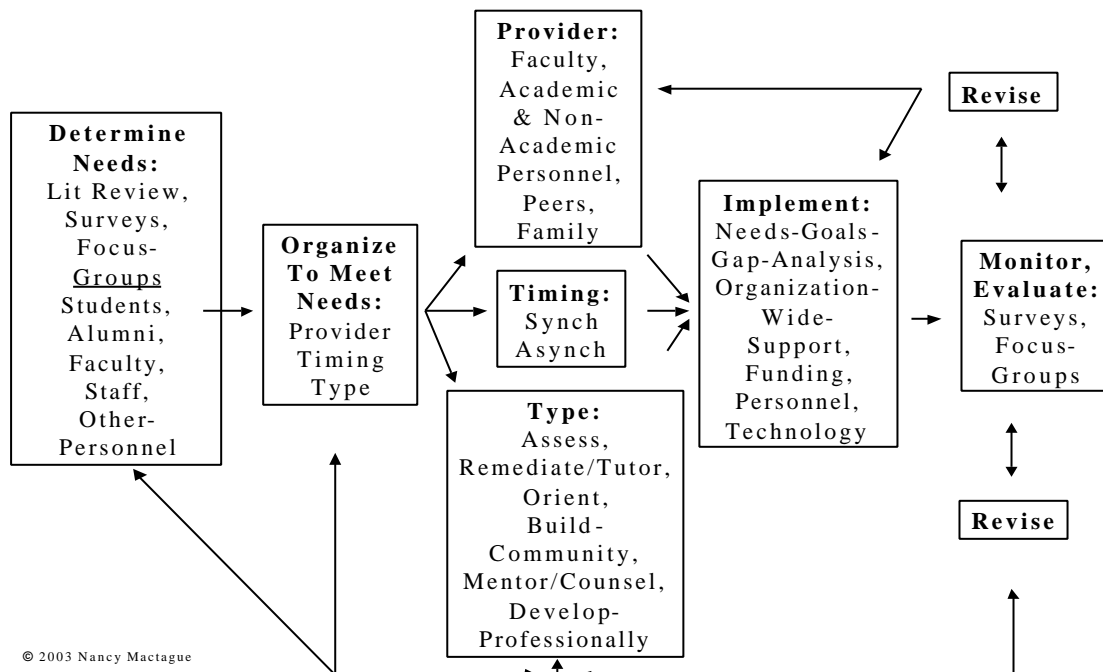 Determine
Needs:
Lit Review,
Surveys,
Focus-
Groups
Students,
Alumni,
Faculty,
Staff,
Other-
Personnel
Organize
To Meet
Needs:
Provider
Timing
Type
Provider:
Faculty,
Academic
& Non-
Academic
Personnel,
Peers,
Family
Timing:
Synch
Asynch
Type:
Assess,
Remediate/Tutor,
Orient,
Build-
Community,
Mentor/Counsel,
Develop-
Professionally
Implement:
Needs-Goals-
Gap-Analysis,
Organization-
Wide-
Support,
Funding,
Personnel,
Technology
Revise
Monitor,
Evaluate:
Surveys,
Focus-
Groups
Revise
© 2003 Nancy Mactague